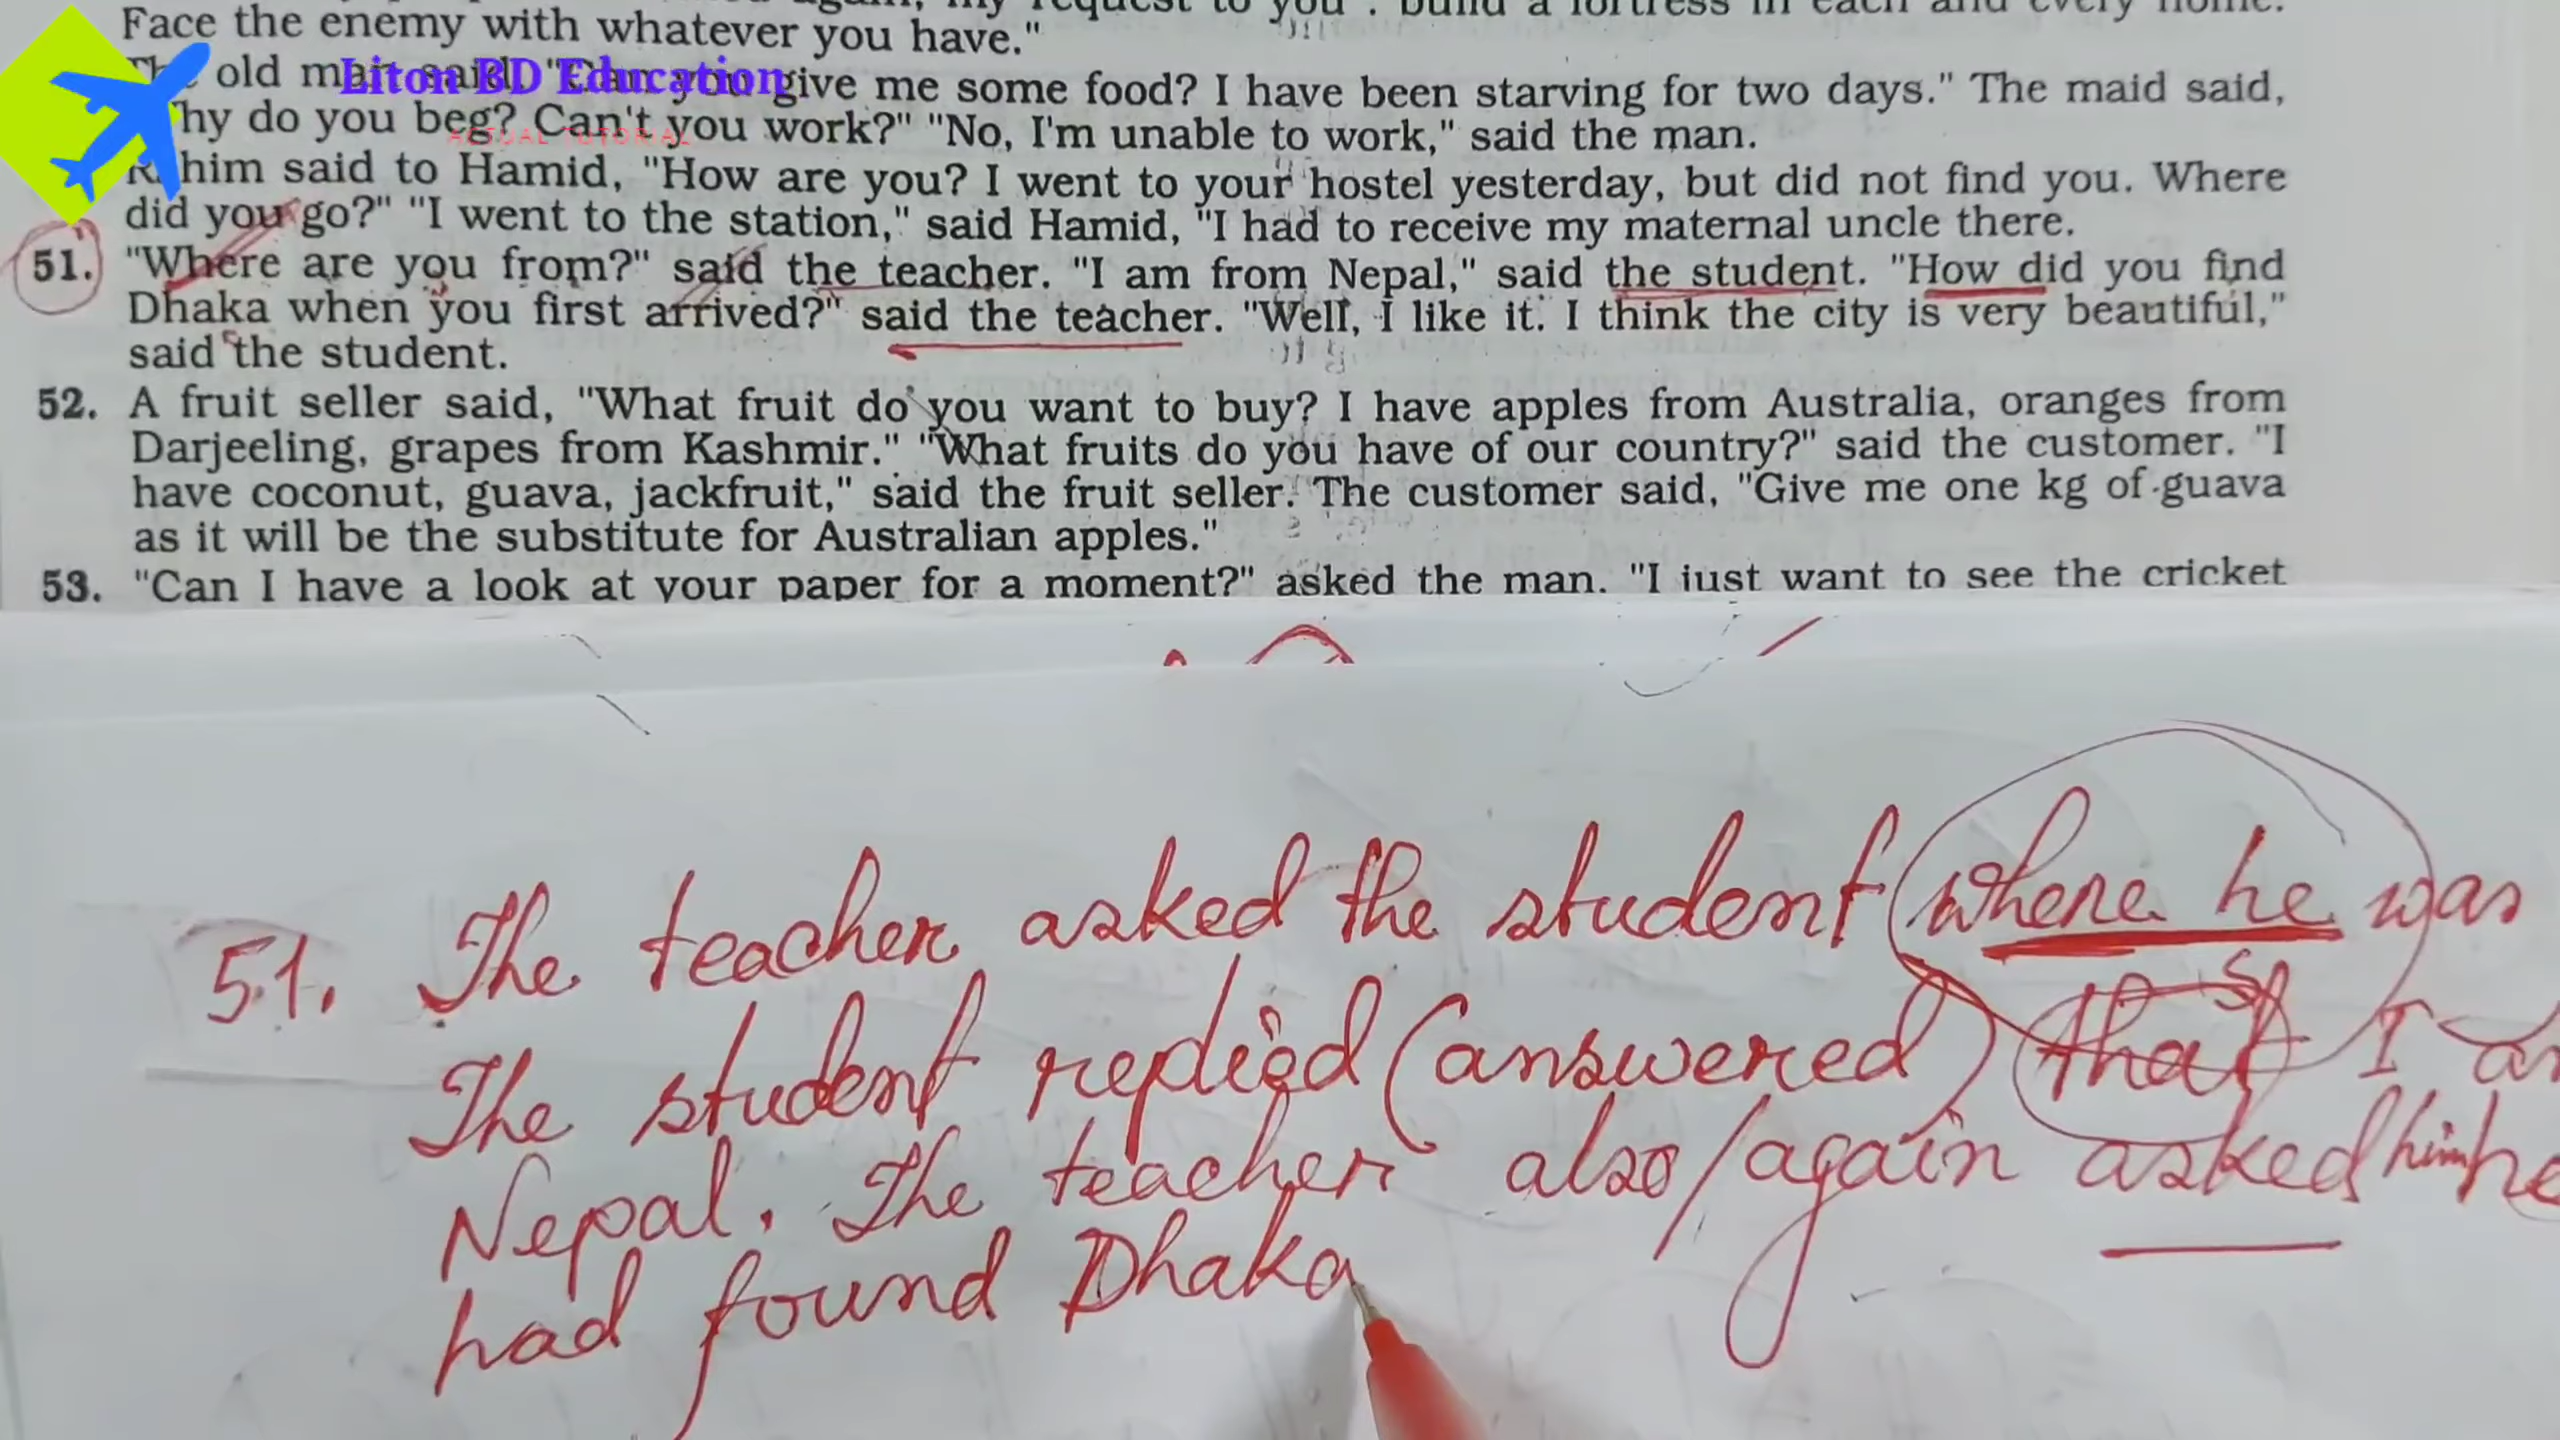 Face the enemy with whatever you have."
old man said, "Can you give me some food? I have been starving for two days." The maid said,
Liton BD Education
hy do you beg? Can't you work?" "No, I'm unable to work," said the man.
ACTUAL TUTORIAL
him said to Hamid, "How are you? I went to your hostel yesterday, but did not find you. Where
did you go?" "I went to the station," said Hamid, "I had to receive my maternal uncle there.
51. "Where are you from?" said the teacher. "I am from Nepal," said the student. "How did you find
Dhaka when you first arrived?" said the teacher. "Well, I like it. I think the city is very beautiful,"
said the student.
52. A fruit seller said, "What fruit do you want to buy? I have apples from Australia, oranges from
Darjeeling, grapes from Kashmir." "What fruits do you have of our country?" said the customer. "I
have coconut, guava, jackfruit," said the fruit seller. The customer said, "Give me one kg of guava
as it will be the substitute for Australian apples."
53. "Can I have a look at your paper for a moment?" asked the man. "I just want to see the cricket
51. The teacher asked the student where he was
The student replied (answered) that I
Nepal. The teacher also/again asked him
had found Dhaka